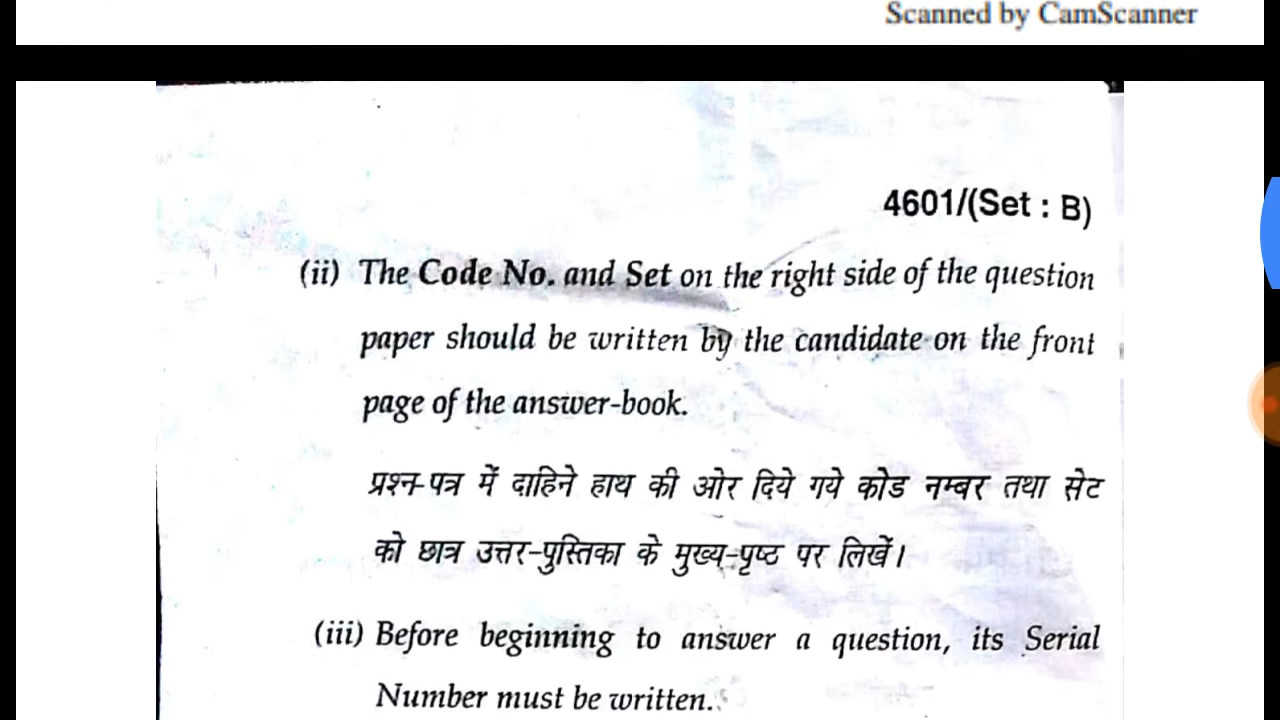 Scanned by CamScanner
4601/(Set : B)
(ii) The Code No. and Set on the right side of the question
paper should be written by the candidate on the front
page of the answer-book.
प्रश्न-पत्र में दाहिने हाथ की ओर दिये गये कोड नम्बर तथा सेट
को छात्र उत्तर-पुस्तिका के मुख्य-पृष्ठ पर लिखें।
(iii) Before beginning to answer a question, its Serial
Number must be written.